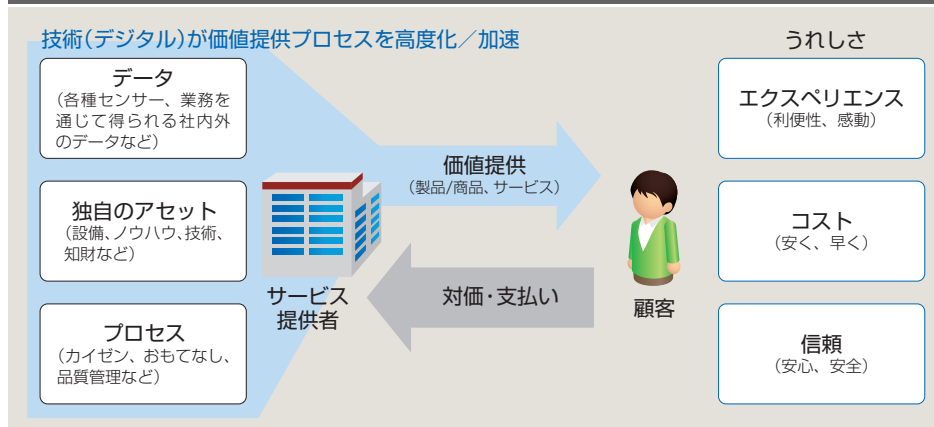 技術(デジタル)が価値提供プロセスを高度化／加速
データ
(各種センサー、業務を
通じて得られる社内外
のデータなど)
独自のアセット
(設備、ノウハウ、技術、
知財など)
プロセス
(カイゼン、おもてなし、
品質管理など)
サービス
提供者
価値提供
(製品/商品、サービス)
対価・支払い
顧客
うれしさ
エクスペリエンス
(利便性、感動)
コスト
(安く、早く)
信頼
(安心、安全)